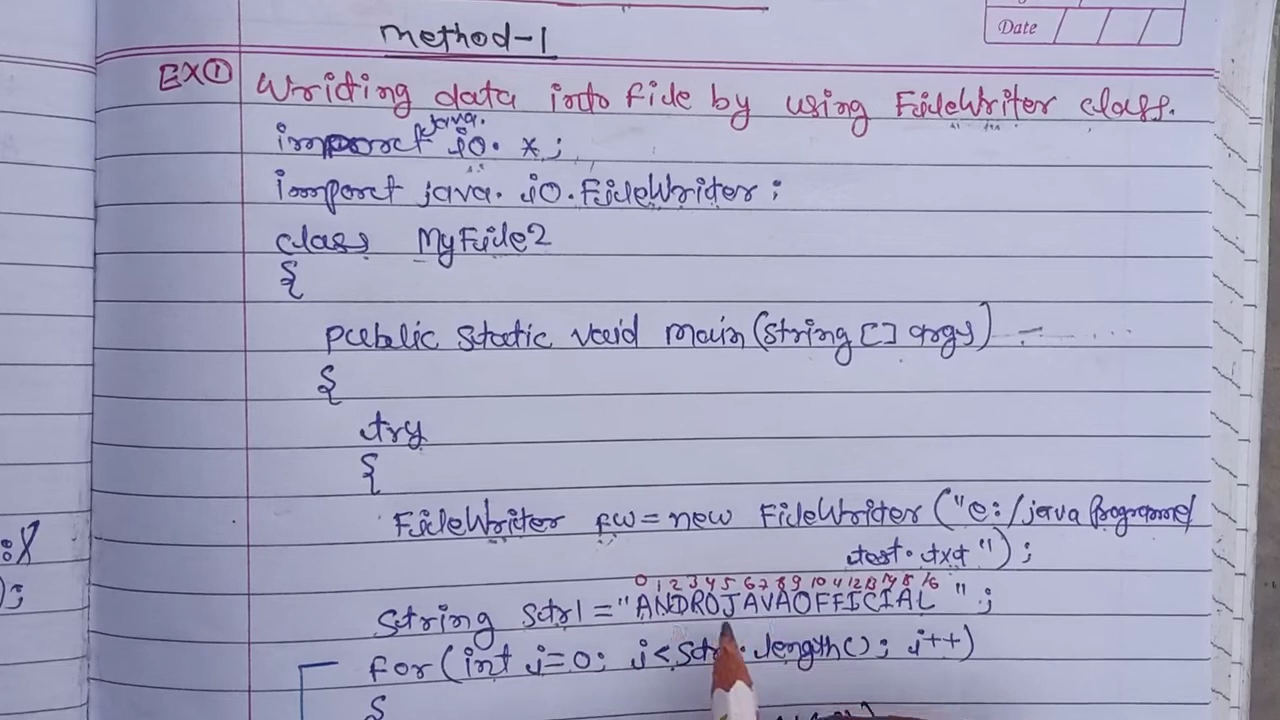 Date
Method-1
EX① Writing data into file by using FileWriter class.
import java.io.*;
import java.io.FileWriter;
class MyFile2
{
public static void main(String [] args)
{
try
{
FileWriter fw=new FileWriter("e:/java Programme/
test.txt");
0 1 2 3 4 5 6 7 8 9 10 11 12 13 14 15 16
String str1="ANDROJAVAOFFICIAL";
for(int i=0; i<str.length(); i++)
{